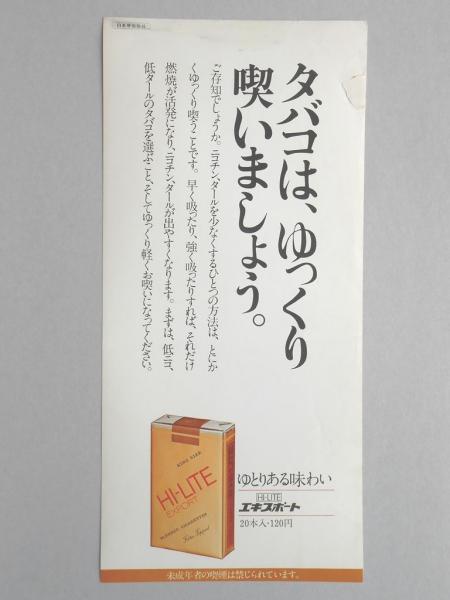 日本専売公社
タバコは、ゆっくり
喫いましょう。
ご存知でしょうか。ニコチン、タールを少なくするひとつの方法は、とにか
くゆっくり喫うことです。早く吸ったり、強く吸ったりすれば、それだけ
燃焼が活発になり、ニコチン、タールが出やすくなります。まずは、低ニコ、
低タールのタバコを選ぶこと、そしてゆっくり軽くお喫いになってください。
KING SIZE
HI-LITE
EXPORT
FILTER CIGARETTES
ゆとりある味わい
HI-LITE
エキスポート
20本入・120円
未成年者の喫煙は禁じられています。